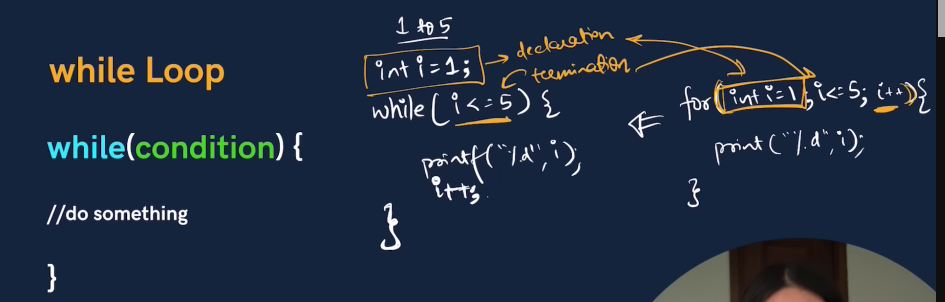 while Loop
while(condition) {
//do something
}
1 to 5
int i=1;
declaration
termination
while( i<=5) {
printf("%d",i);
i++;
}
for(int i=1; i<=5; i++){
print("%d",i);
}